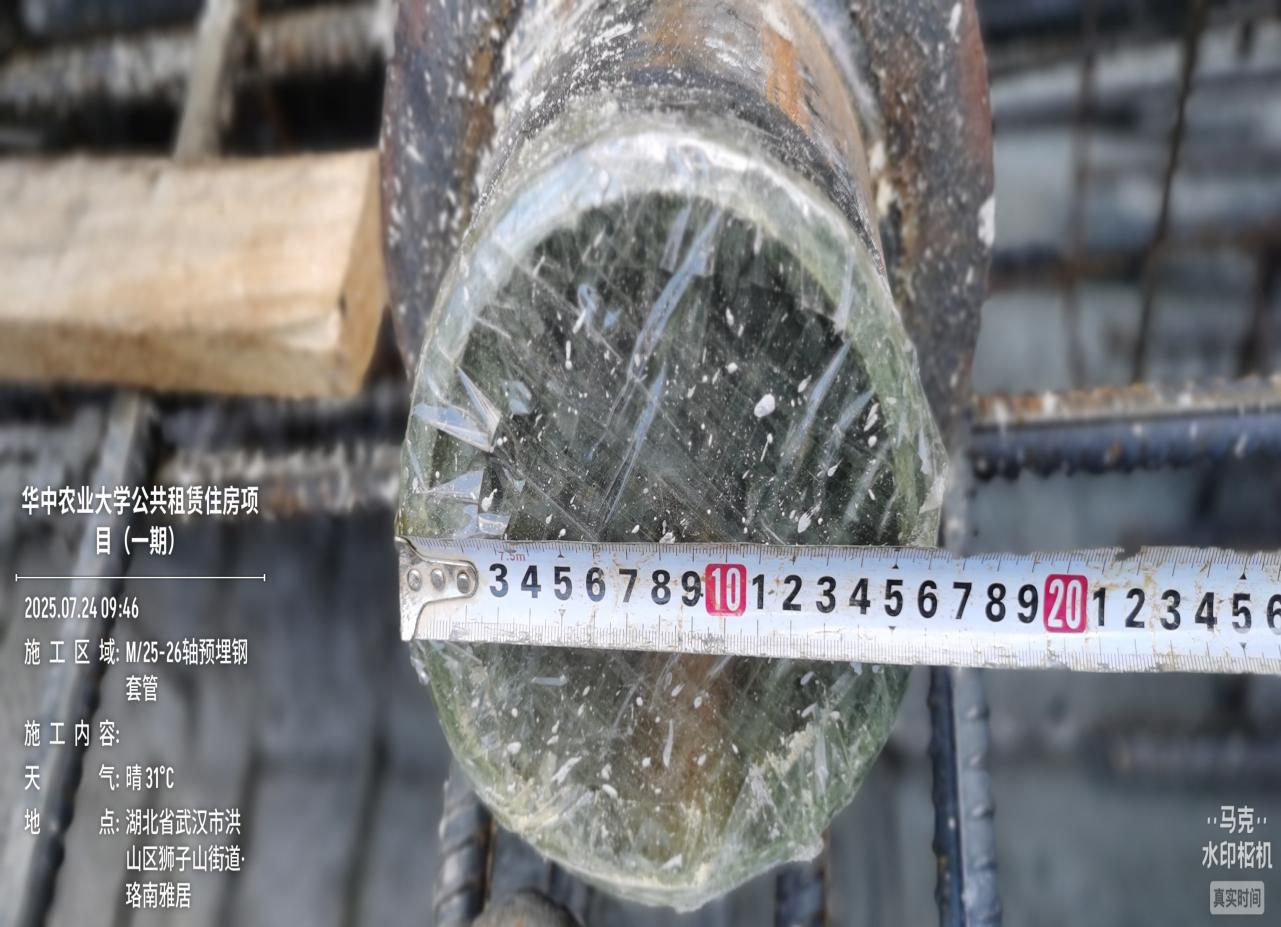 华中农业大学公共租赁住房项
目（一期）
2025.07.24 09:46
施工区域: M/25-26轴预埋钢
套管
施工内容:
天气: 晴 31°C
地点: 湖北省武汉市洪
山区狮子山街道·
珞南雅居
7.5m
3 4 5 6 7 8 9 10 1 2 3 4 5 6 7 8 9 20 1 2 3 4 5 6
马克
水印相机
真实时间